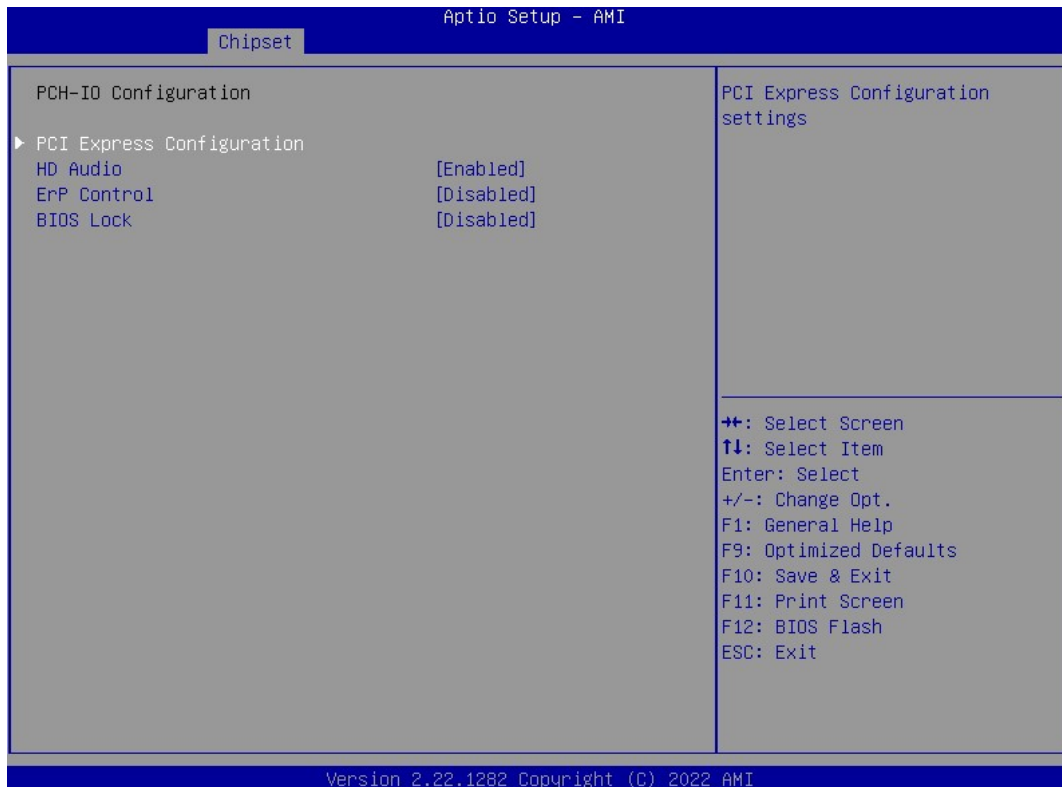 Aptio Setup – AMI
Chipset
PCH-IO Configuration
▶ PCI Express Configuration
HD Audio [Enabled]
ErP Control [Disabled]
BIOS Lock [Disabled]
PCI Express Configuration
settings
→←: Select Screen
↑↓: Select Item
Enter: Select
+/-: Change Opt.
F1: General Help
F9: Optimized Defaults
F10: Save & Exit
F11: Print Screen
F12: BIOS Flash
ESC: Exit
Version 2.22.1282 Copyright (C) 2022 AMI